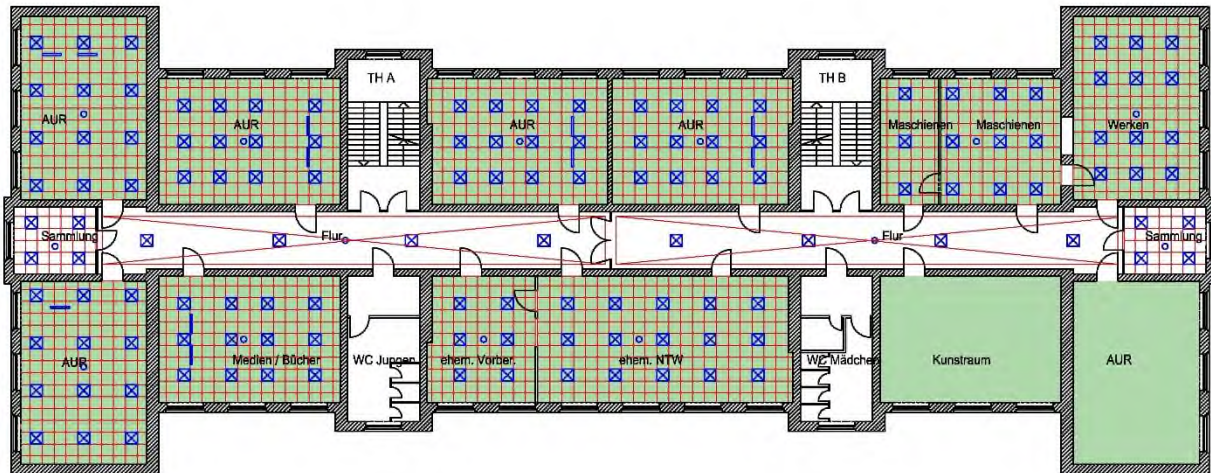 TH A
TH B
AUR
AUR
AUR
AUR
Maschienen
Maschienen
Werken
Sammlung
Flur
Flur
Sammlung
AUR
Medien / Bücher
WC Jungen
ehem. Vorber.
ehem. NTW
WC Mädchen
Kunstraum
AUR